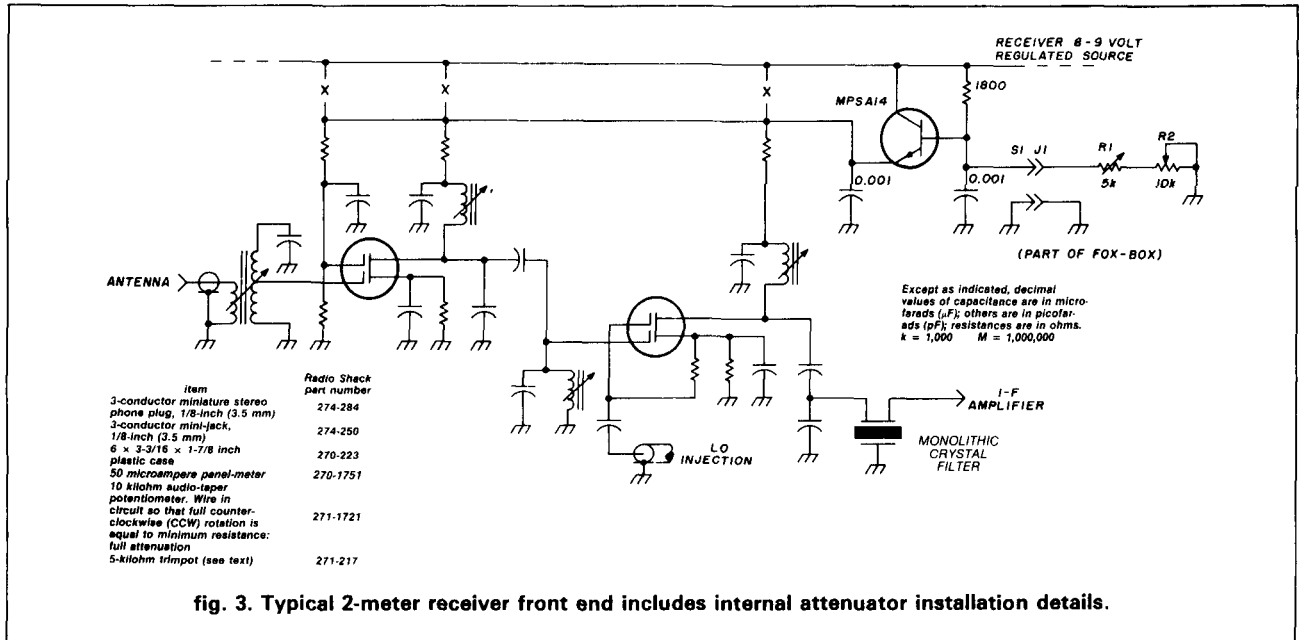 RECEIVER 8-9 VOLT
REGULATED SOURCE
X
X
X
1800
MPSA14
S1 J1
R1
R2
0.001
0.001
5k
10k
(PART OF FOX-BOX)
ANTENNA
Except as indicated, decimal
values of capacitance are in micro-
farads (μF); others are in picofar-
ads (pF); resistances are in ohms.
k = 1,000 M = 1,000,000
I-F
AMPLIFIER
LO
INJECTION
MONOLITHIC
CRYSTAL
FILTER
item
Radio Shack
part number
3-conductor miniature stereo
phone plug, 1/8-inch (3.5 mm)
274-284
3-conductor mini-jack,
1/8-inch (3.5 mm)
274-250
6 × 3-3/16 × 1-7/8 inch
plastic case
270-223
50 microampere panel-meter
270-1751
10 kilohm audio-taper
potentiometer. Wire in
circuit so that full counter-
clockwise (CCW) rotation is
equal to minimum resistance:
full attenuation
271-1721
5-kilohm trimpot (see text)
271-217
fig. 3. Typical 2-meter receiver front end includes internal attenuator installation details.